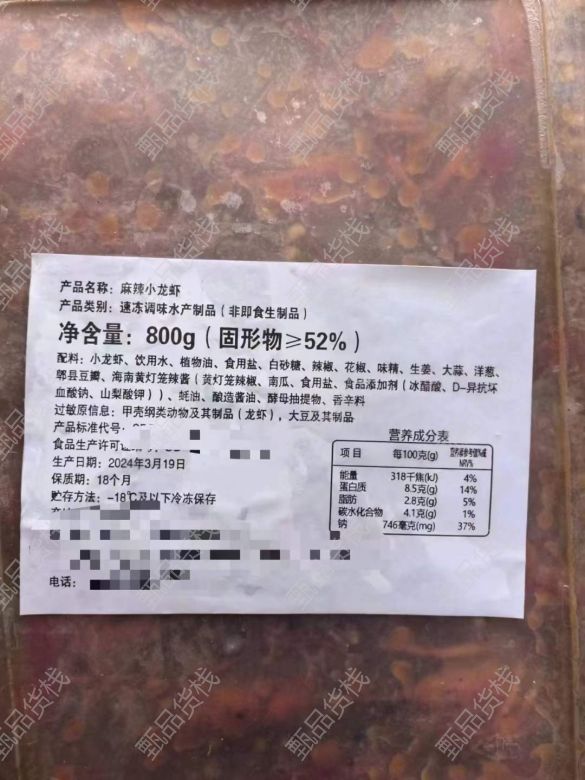 产品名称：麻辣小龙虾
产品类别：速冻调味水产制品（非即食生制品）
净含量：800g（固形物≥52%）
配料：小龙虾、饮用水、植物油、食用盐、白砂糖、辣椒、花椒、味精、生姜、大蒜、洋葱、
郫县豆瓣、海南黄灯笼辣酱（黄灯笼辣椒、南瓜、食用盐、食品添加剂（冰醋酸、D-异抗坏
血酸钠、山梨酸钾））、蚝油、酿造酱油、酵母抽提物、香辛料
过敏原信息：甲壳纲类动物及其制品（龙虾），大豆及其制品
产品标准代号：
食品生产许可证
生产日期：2024年3月19日
保质期：18个月
贮存方法：-18℃及以下冷冻保存
电话：
营养成分表
项目 每100克(g) 营养素参考值%或NRV%
能量 318千焦(kJ) 4%
蛋白质 8.5克(g) 14%
脂肪 2.8克(g) 5%
碳水化合物 4.1克(g) 1%
钠 746毫克(mg) 37%
甄品货栈